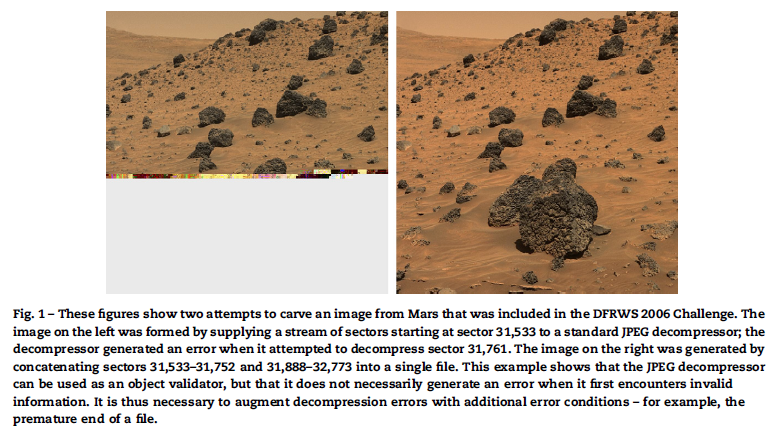 Fig. 1 – These figures show two attempts to carve an image from Mars that was included in the DFRWS 2006 Challenge. The
image on the left was formed by supplying a stream of sectors starting at sector 31,533 to a standard JPEG decompressor; the
decompressor generated an error when it attempted to decompress sector 31,761. The image on the right was generated by
concatenating sectors 31,533–31,752 and 31,888–32,773 into a single file. This example shows that the JPEG decompressor
can be used as an object validator, but that it does not necessarily generate an error when it first encounters invalid
information. It is thus necessary to augment decompression errors with additional error conditions – for example, the
premature end of a file.